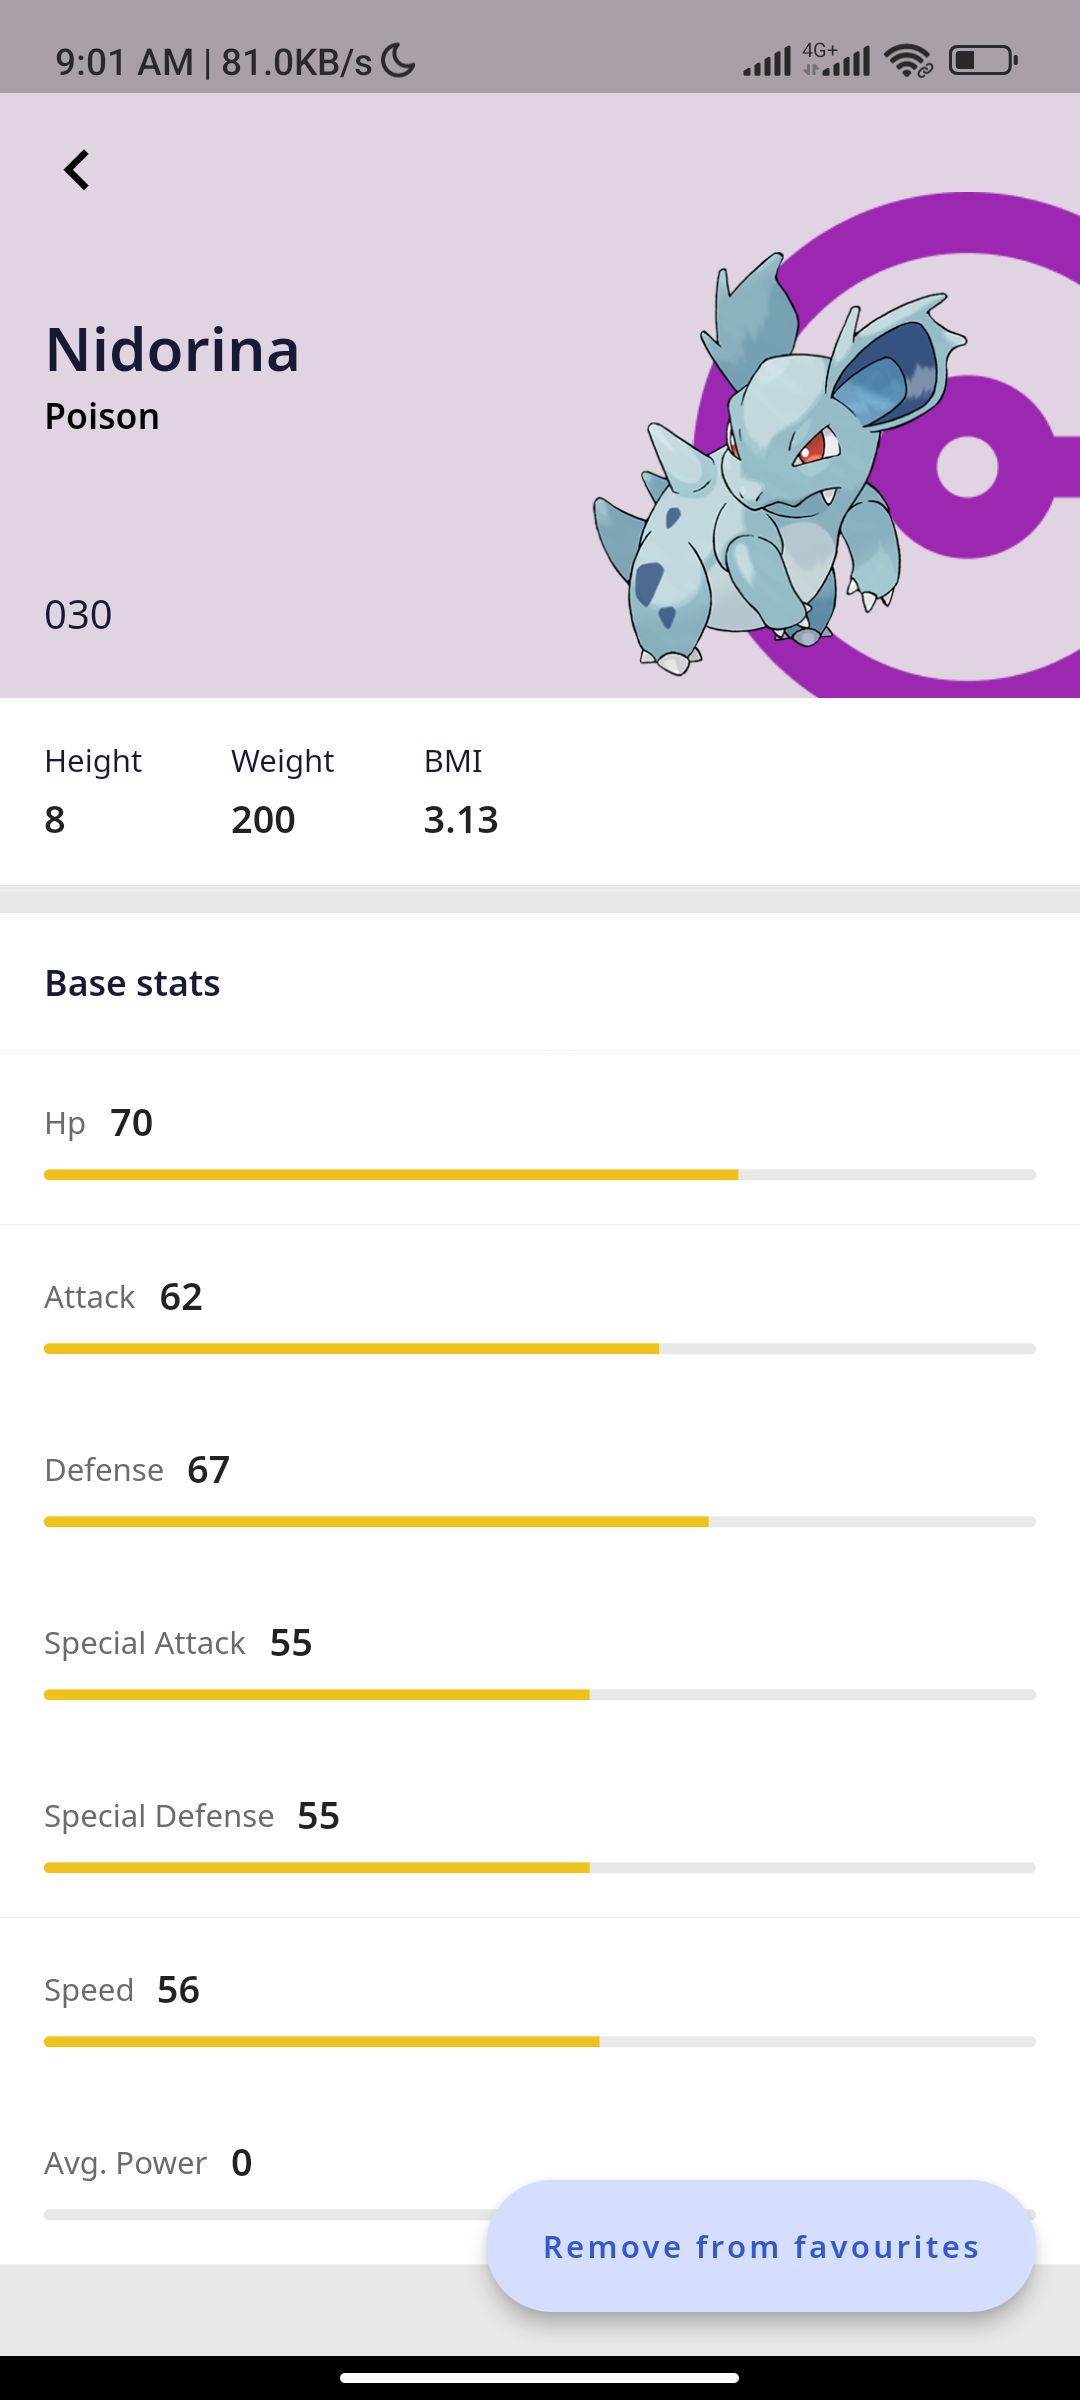 9:01 AM | 81.0KB/s
4G+
Nidorina
Poison
030
Height Weight BMI
8 200 3.13
Base stats
Hp 70
Attack 62
Defense 67
Special Attack 55
Special Defense 55
Speed 56
Avg. Power 0
Remove from favourites